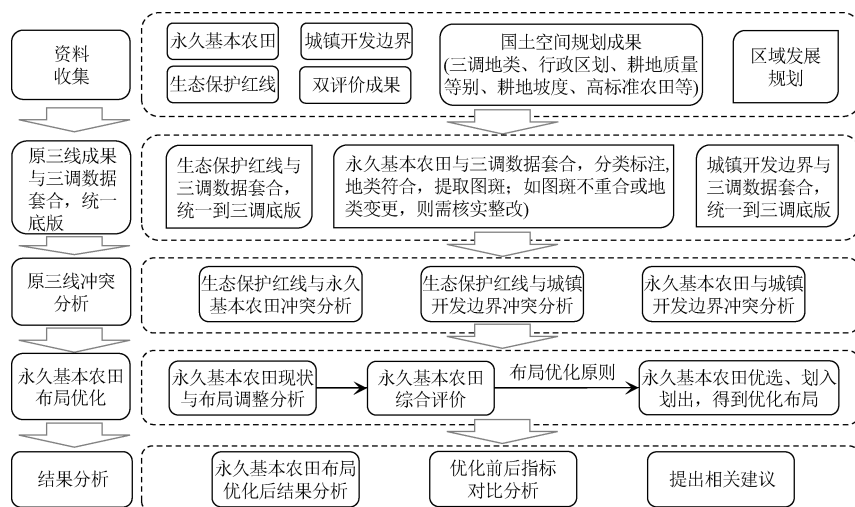 资料
收集
永久基本农田
城镇开发边界
生态保护红线
双评价成果
国土空间规划成果
(三调地类、行政区划、耕地质量
等别、耕地坡度、高标准农田等)
区域发展
规划
原三线成果
与三调数据
套合，统一
底版
生态保护红线与
三调数据套合，
统一到三调底版
永久基本农田与三调数据套合，分类标注，
地类符合，提取图斑；如图斑不重合或地
类变更，则需核实整改)
城镇开发边界与
三调数据套合，
统一到三调底版
原三线冲突
分析
生态保护红线与永久
基本农田冲突分析
生态保护红线与城镇
开发边界冲突分析
永久基本农田与城镇
开发边界冲突分析
永久基本农田
布局优化
永久基本农田现状
与布局调整分析
永久基本农田
综合评价
布局优化原则
永久基本农田优选、划入
划出，得到优化布局
结果分析
永久基本农田布局
优化后结果分析
优化前后指标
对比分析
提出相关建议